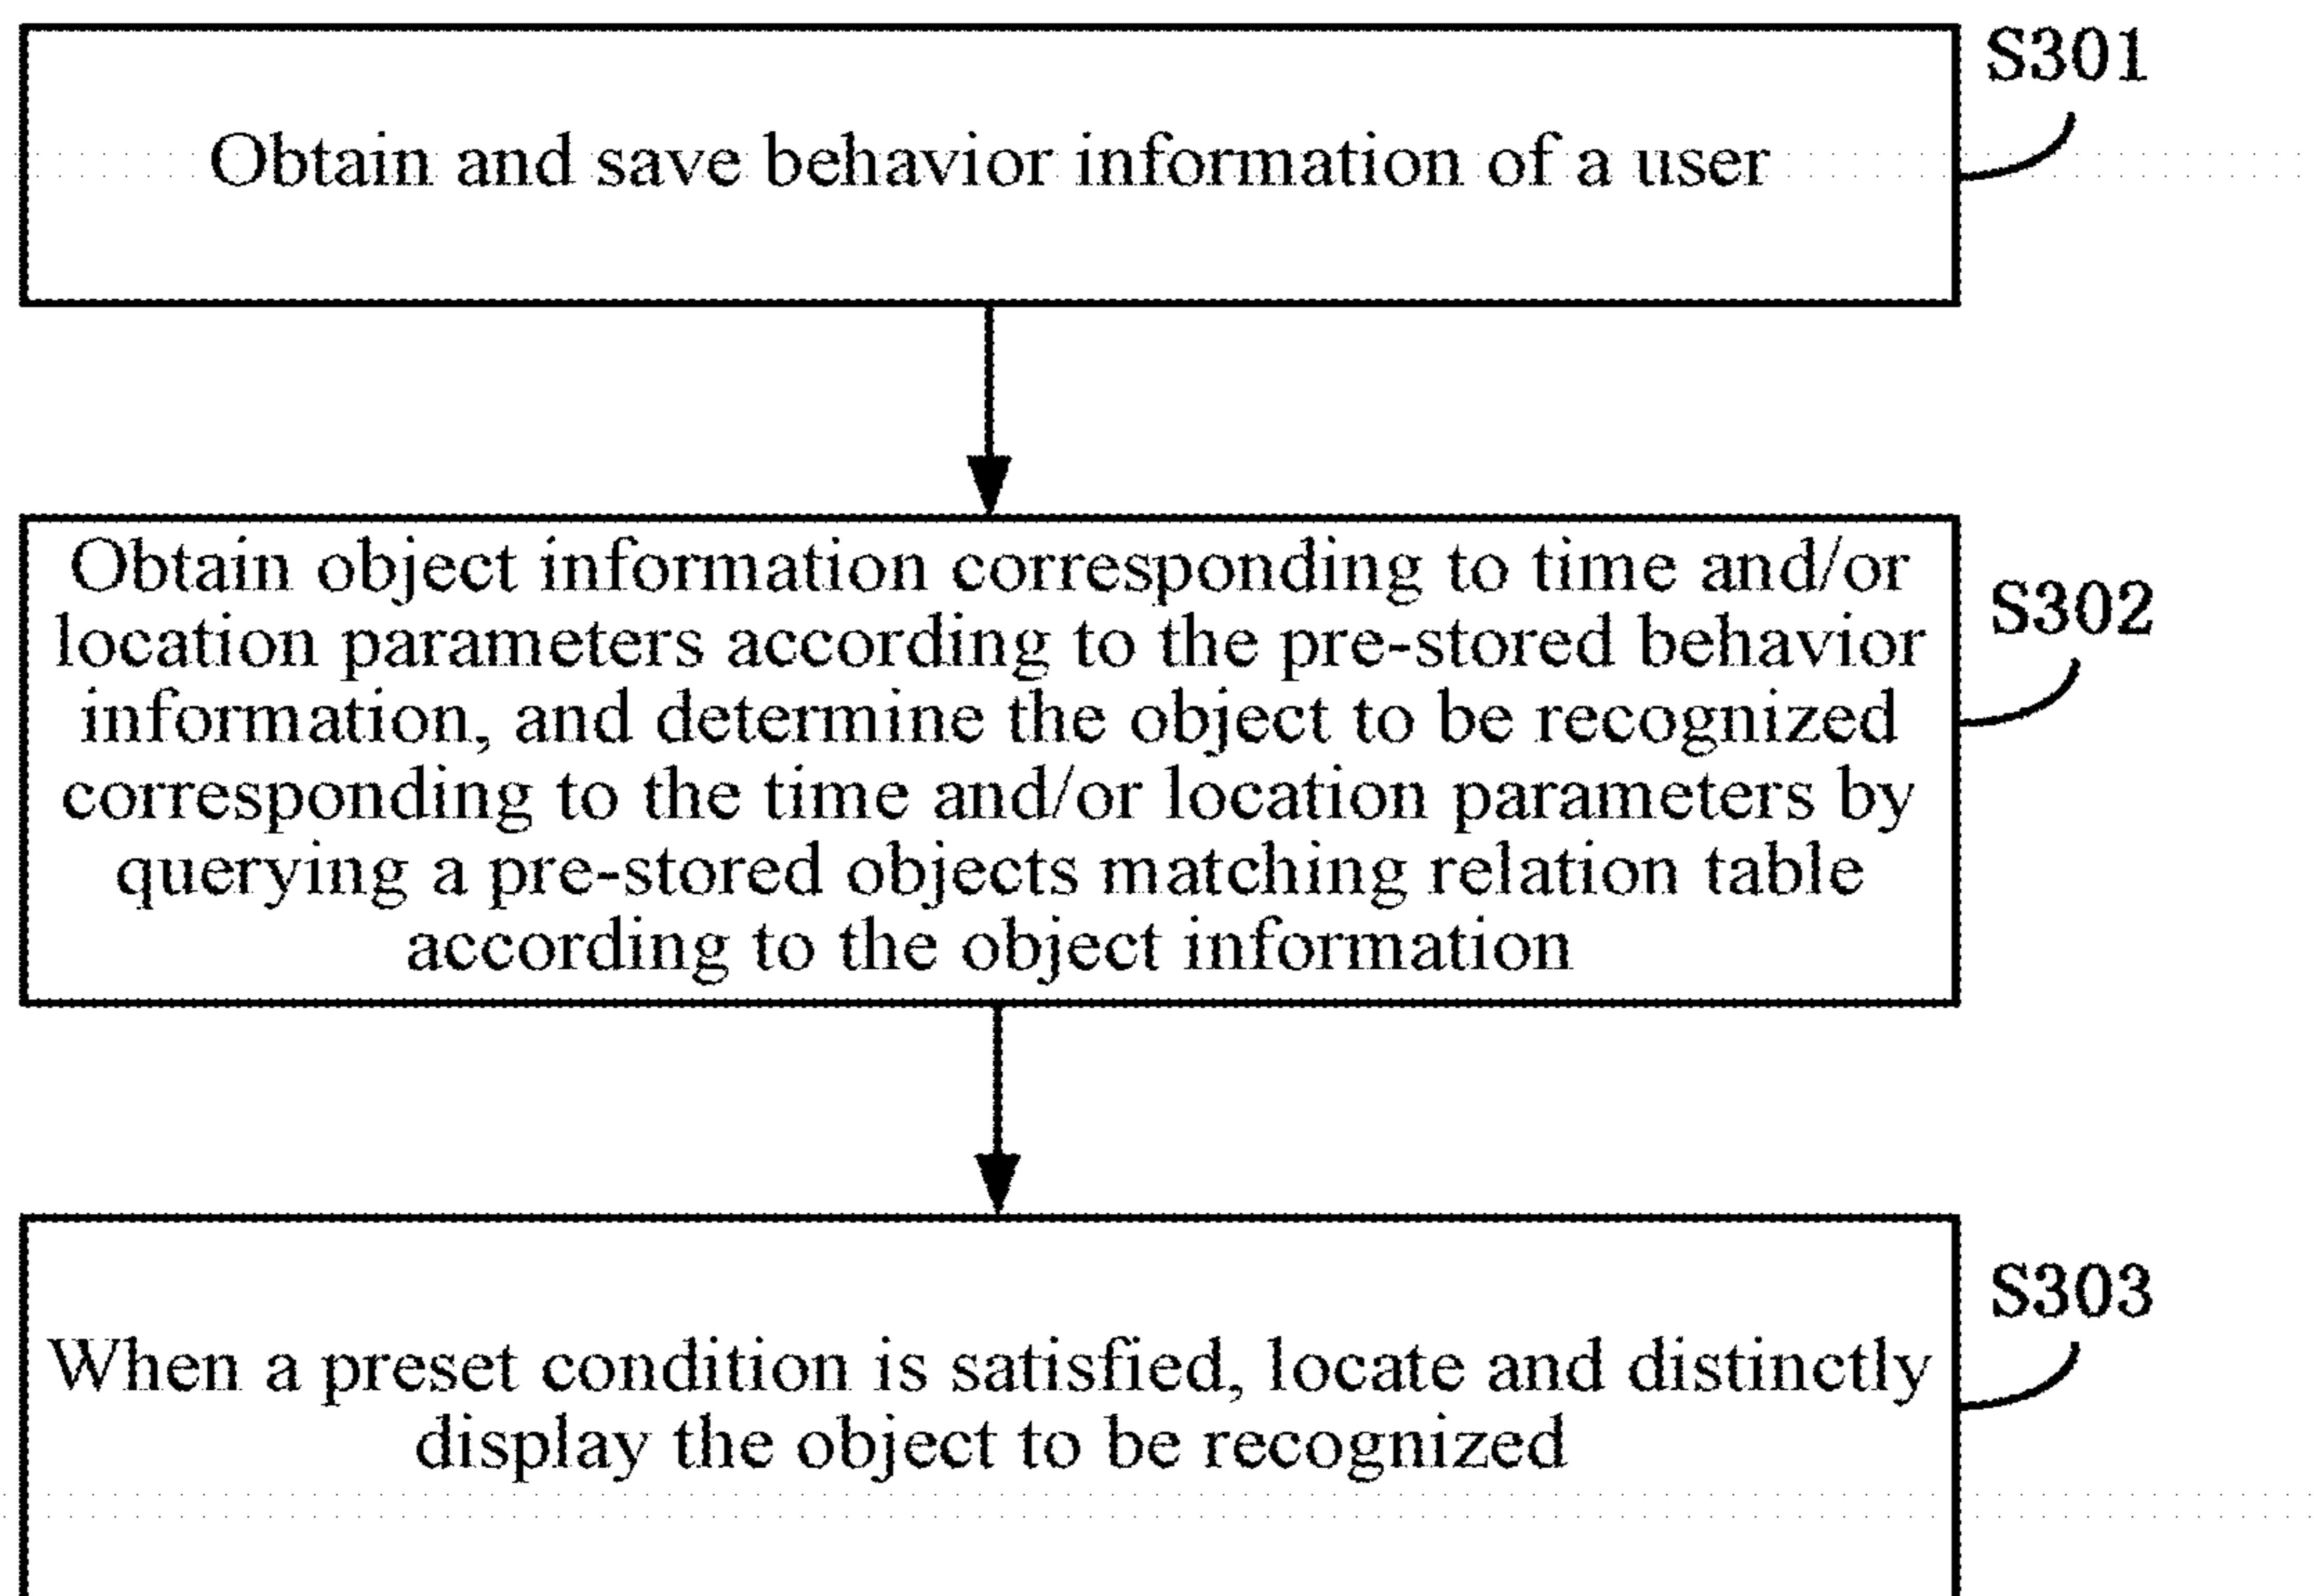 S301
Obtain and save behavior information of a user
Obtain object information corresponding to time and/or
location parameters according to the pre-stored behavior
information, and determine the object to be recognized
corresponding to the time and/or location parameters by
querying a pre-stored objects matching relation table
according to the object information
S302
When a preset condition is satisfied, locate and distinctly
display the object to be recognized
S303